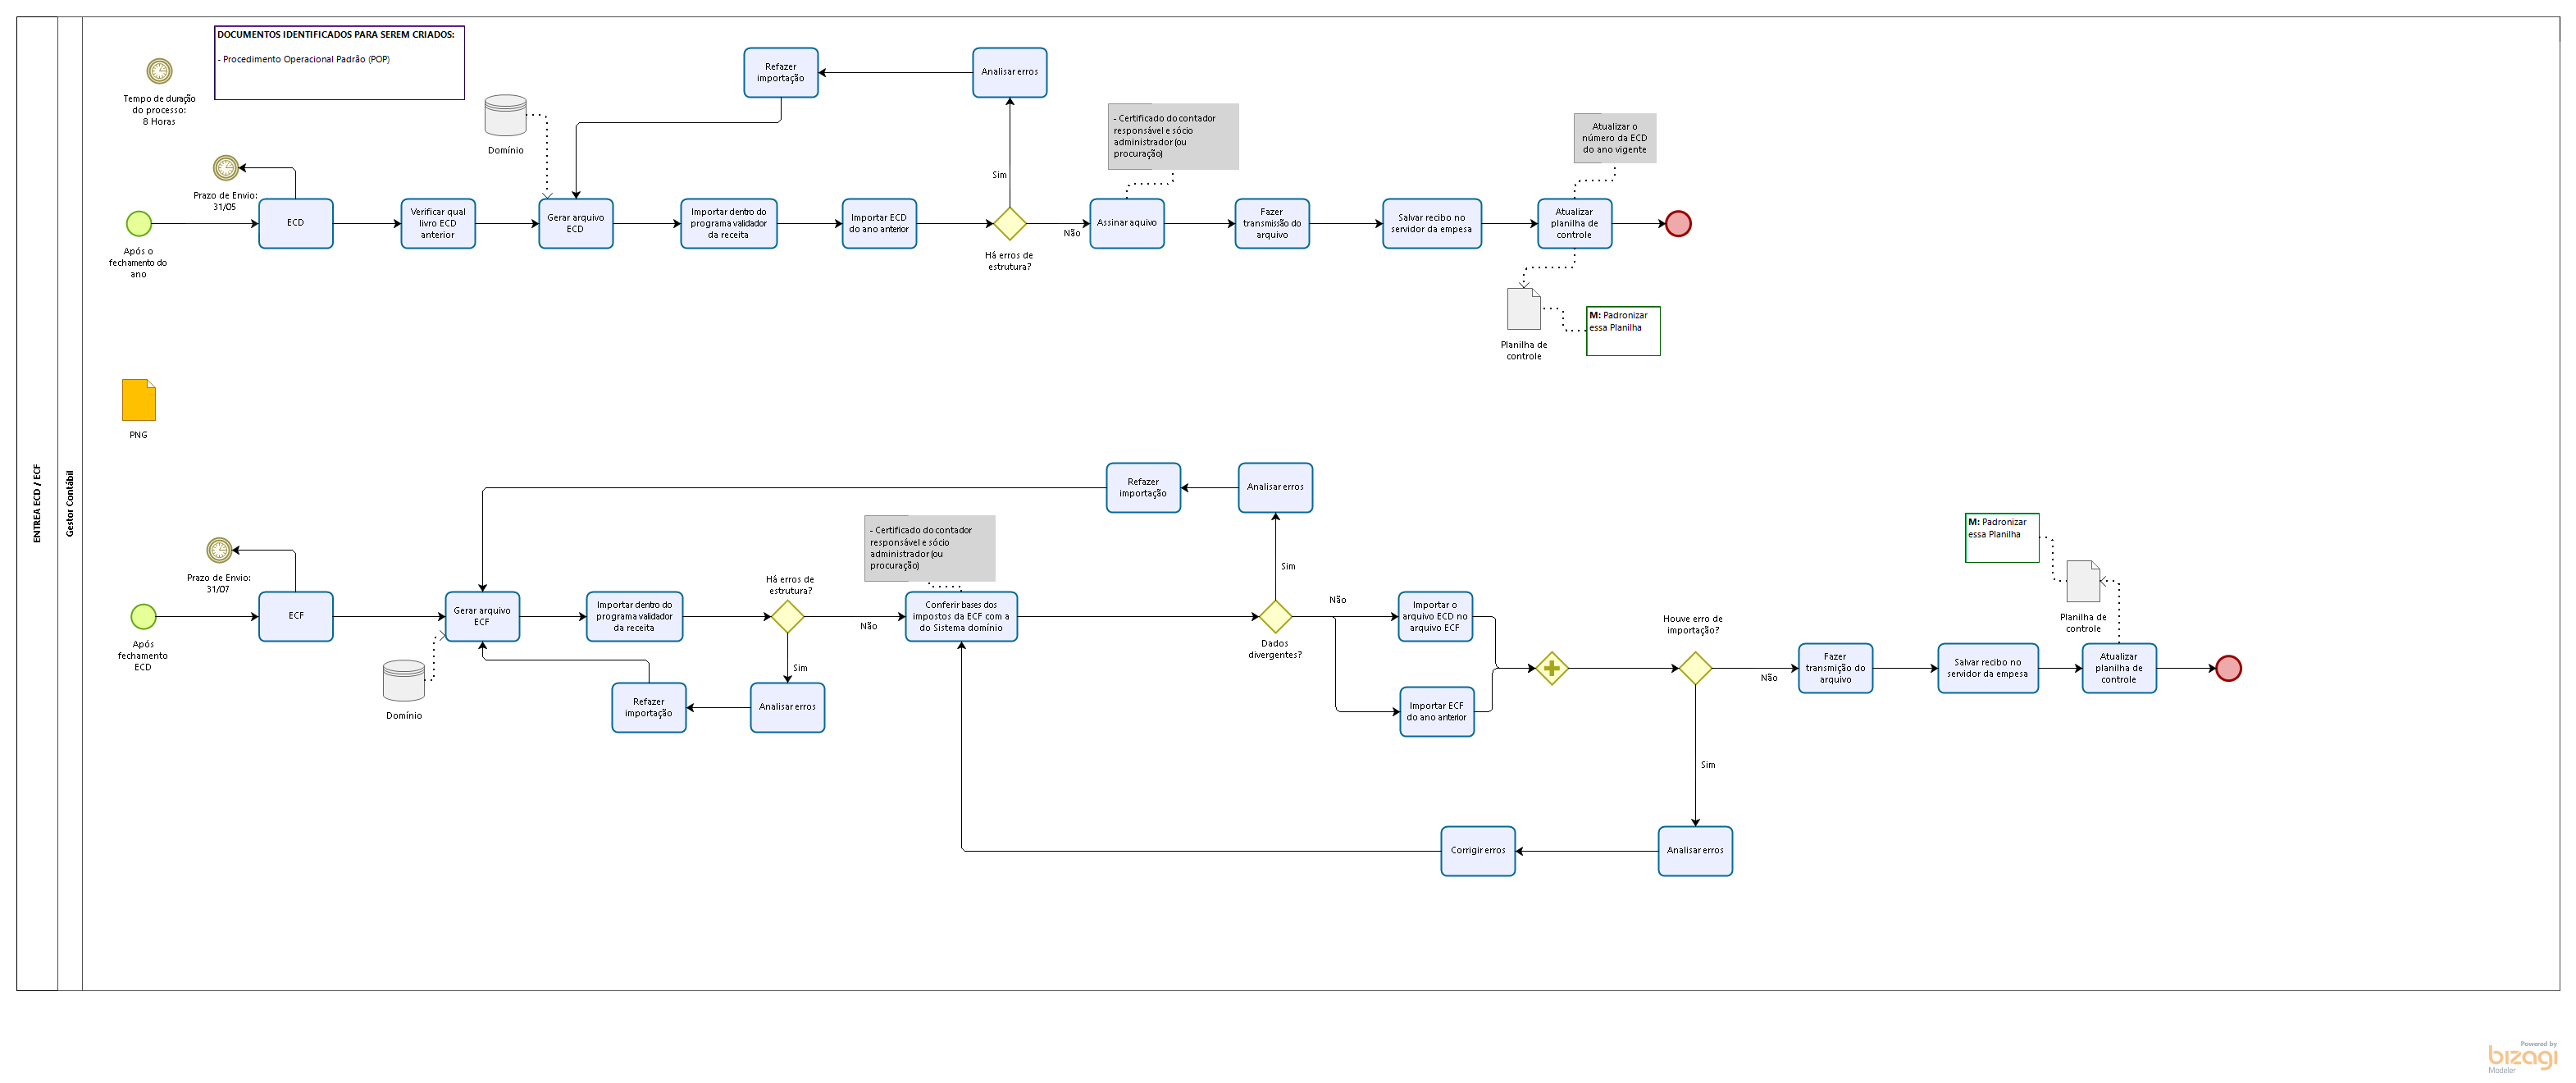 ENTREA ECD / ECF
Gestor Contábil
DOCUMENTOS IDENTIFICADOS PARA SEREM CRIADOS:
- Procedimento Operacional Padrão (POP)
Tempo de duração
do processo:
8 Horas
Prazo de Envio:
31/05
Após o
fechamento do
ano
ECD
Verificar qual
livro ECD
anterior
Domínio
Gerar arquivo
ECD
Refazer
importação
Analisar erros
Importar dentro do
programa validador
da receita
Importar ECD
do ano anterior
Sim
Há erros de
estrutura?
Não
- Certificado do contador
responsável e sócio
administrador (ou
procuração)
Assinar aquivo
Fazer
transmissão do
arquivo
Salvar recibo no
servidor da empesa
Atualizar o
número da ECD
do ano vigente
Atualizar
planilha de
controle
Planilha de
controle
M: Padronizar
essa Planilha
PNG
Prazo de Envio:
31/07
Após
fechamento
ECD
ECF
Domínio
Gerar arquivo
ECF
Importar dentro do
programa validador
da receita
Há erros de
estrutura?
Não
Sim
Refazer
importação
Analisar erros
- Certificado do contador
responsável e sócio
administrador (ou
procuração)
Conferir bases dos
impostos da ECF com a
do Sistema domínio
Refazer
importação
Analisar erros
Sim
Dados
divergentes?
Não
Importar o
arquivo ECD no
arquivo ECF
Importar ECF
do ano anterior
Houve erro de
importação?
Não
Sim
Corrigir erros
Analisar erros
Fazer
transmição do
arquivo
Salvar recibo no
servidor da empesa
Atualizar
planilha de
controle
M: Padronizar
essa Planilha
Planilha de
controle
Powered by
bizagi
Modeler